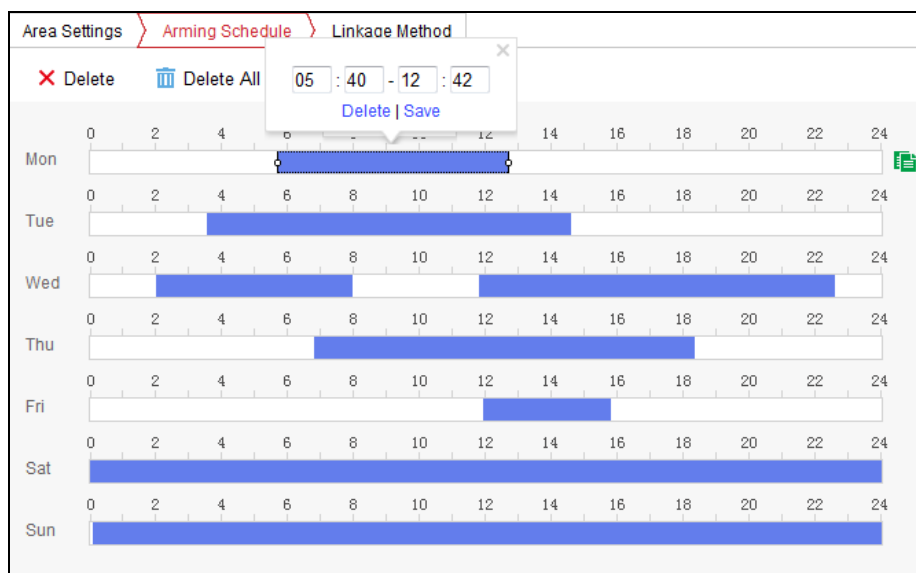 Area Settings Arming Schedule Linkage Method
Delete Delete All
05 : 40 - 12 : 42
Delete | Save
0 2 4 6 12 14 16 18 20 22 24
Mon
0 2 4 6 8 10 12 14 16 18 20 22 24
Tue
0 2 4 6 8 10 12 14 16 18 20 22 24
Wed
0 2 4 6 8 10 12 14 16 18 20 22 24
Thu
0 2 4 6 8 10 12 14 16 18 20 22 24
Fri
0 2 4 6 8 10 12 14 16 18 20 22 24
Sat
0 2 4 6 8 10 12 14 16 18 20 22 24
Sun